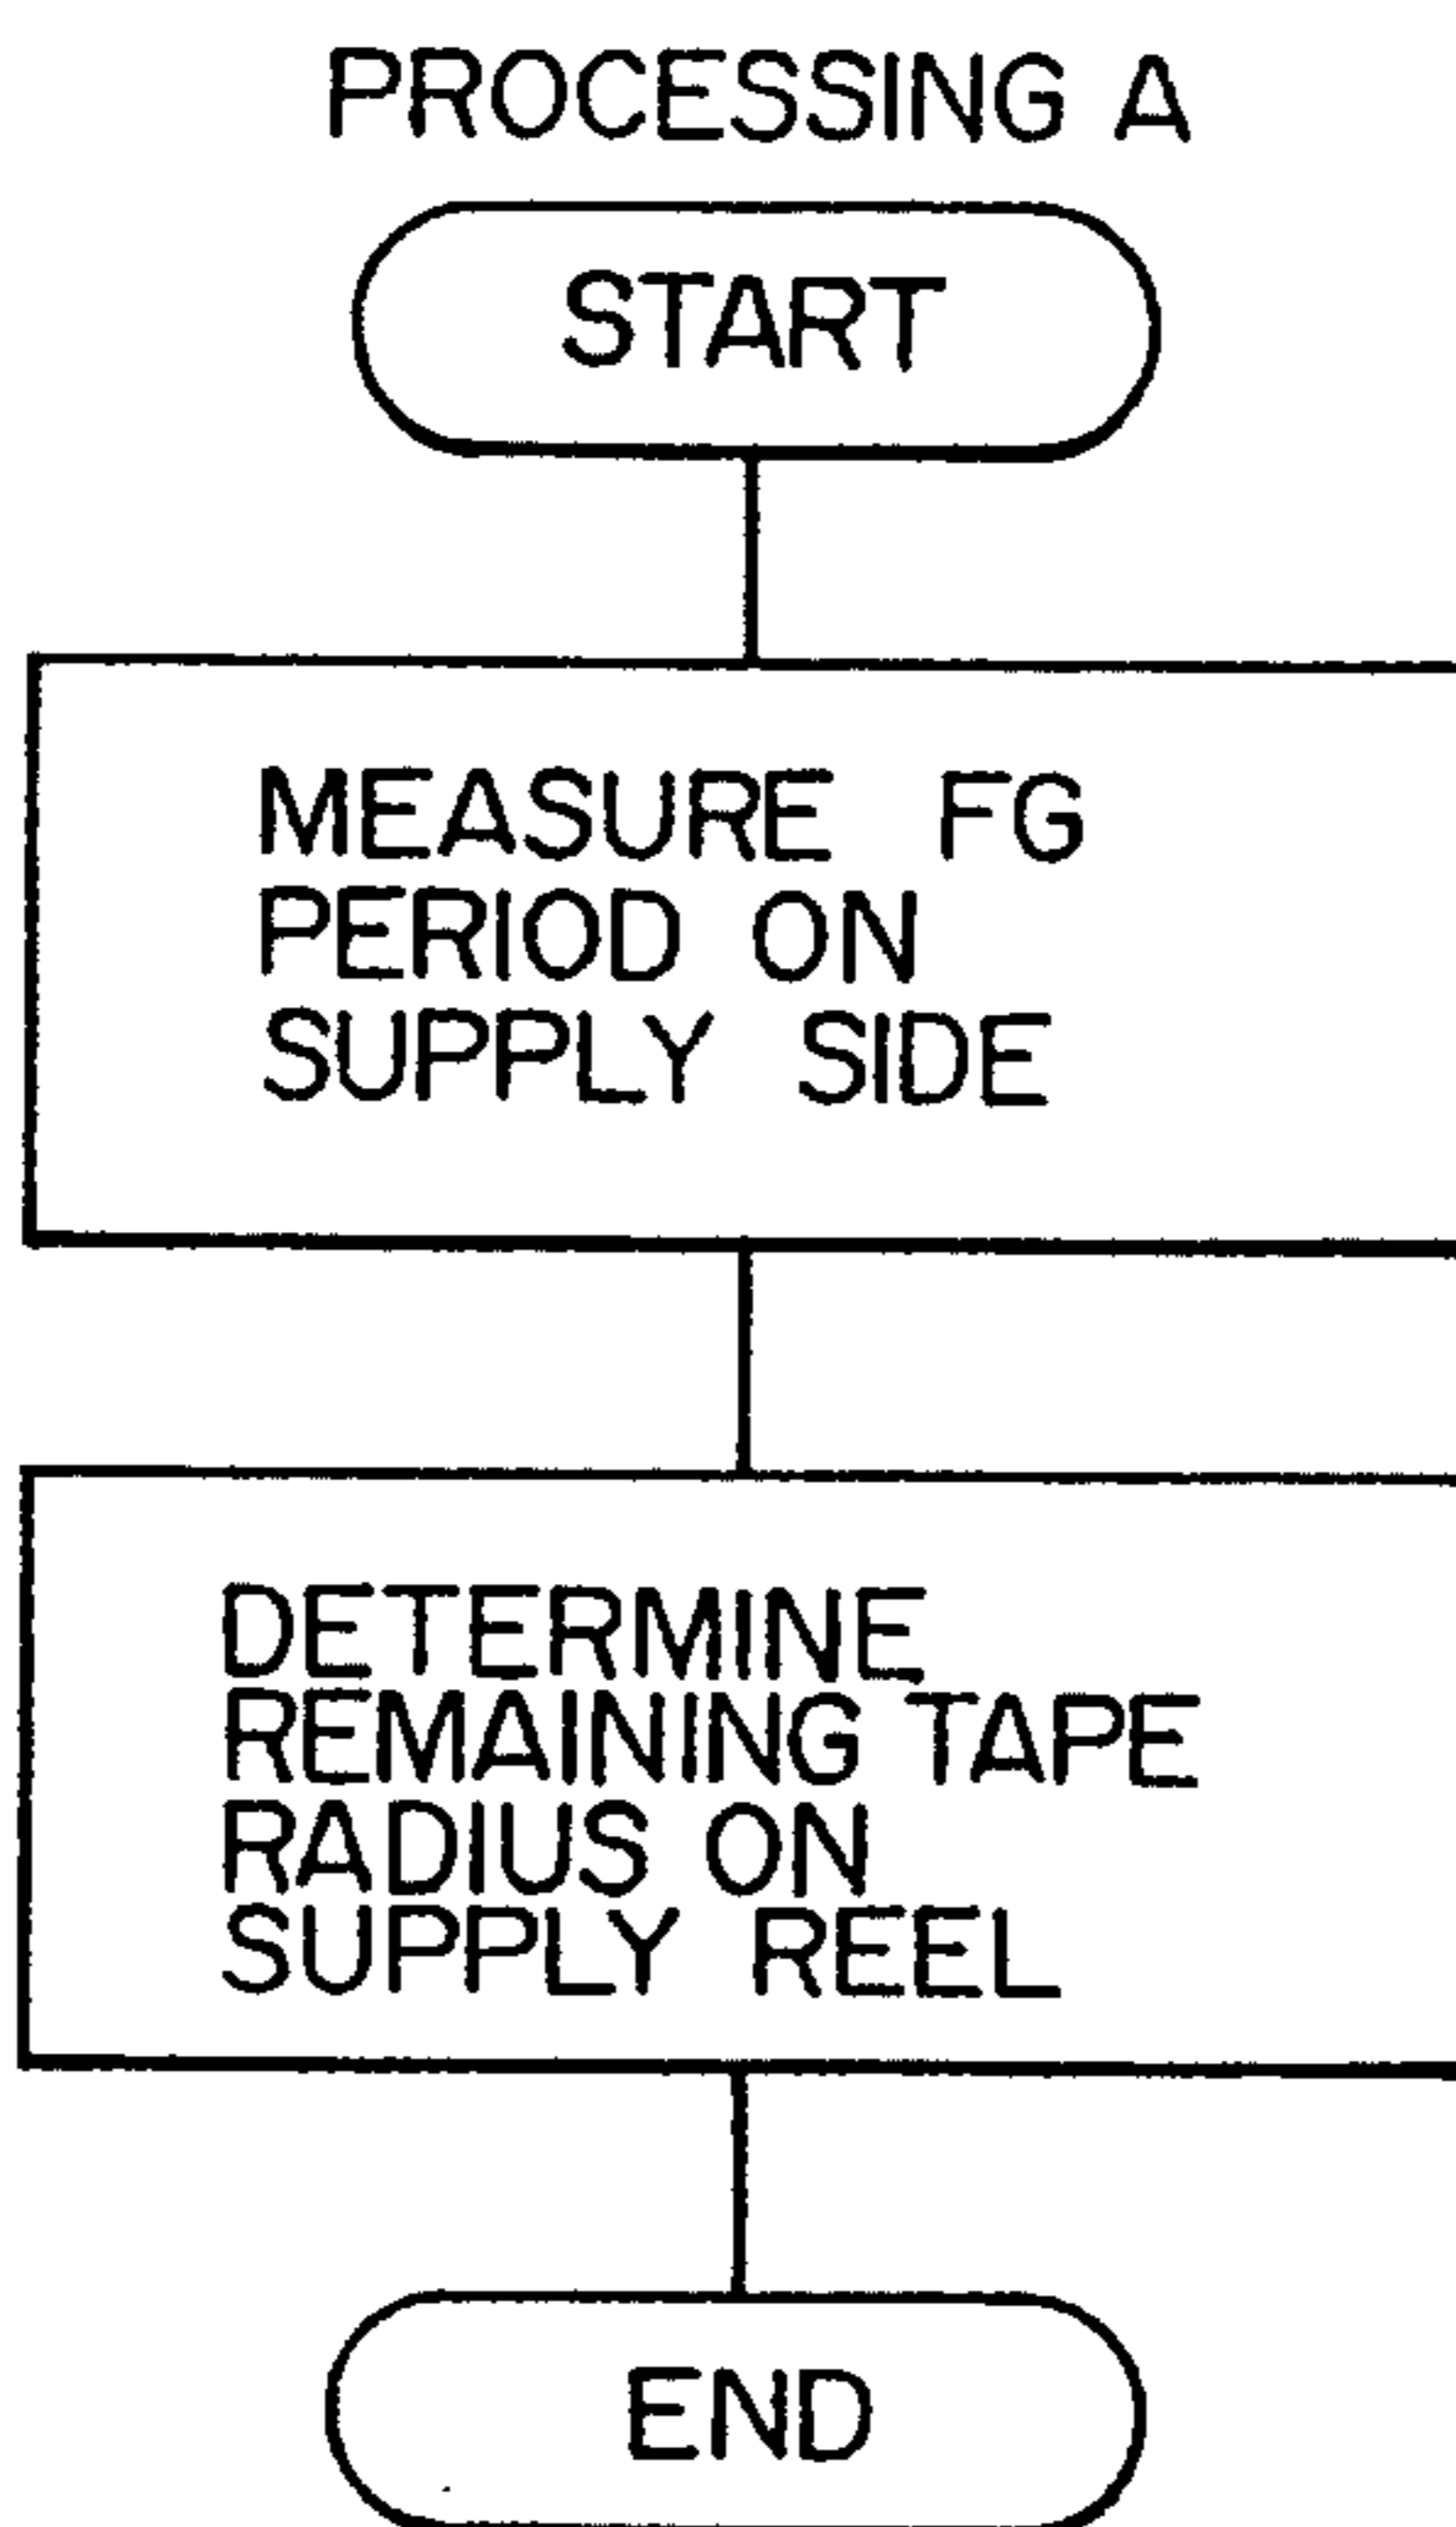 PROCESSING A
START
MEASURE FG
PERIOD ON
SUPPLY SIDE
DETERMINE
REMAINING TAPE
RADIUS ON
SUPPLY REEL
END